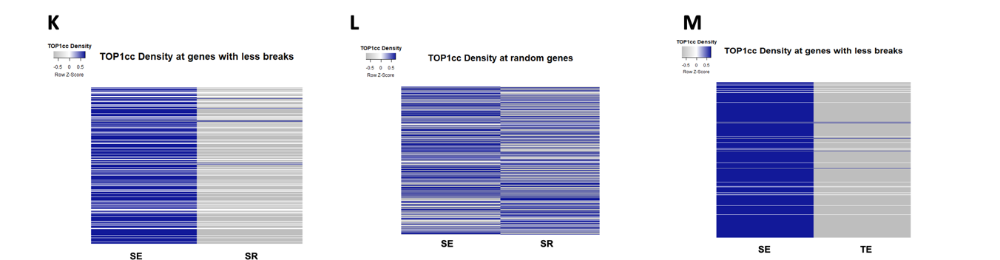 K
TOP1cc Density
-0.5 0 0.5
Row Z-Score
TOP1cc Density at genes with less breaks
SE SR
L
TOP1cc Density
-0.5 0 0.5
Row Z-Score
TOP1cc Density at random genes
SE SR
M
TOP1cc Density
-0.5 0 0.5
Row Z-Score
TOP1cc Density at genes with less breaks
SE TE